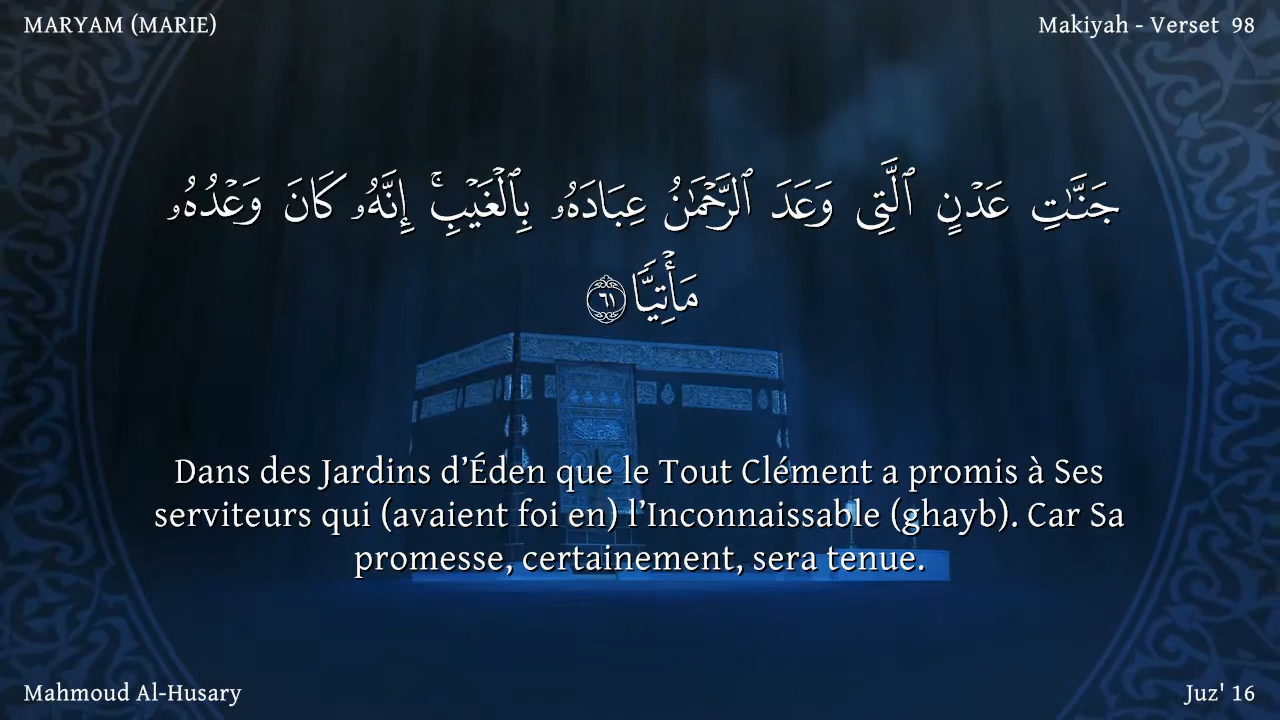 MARYAM (MARIE)
Makiyah - Verset 98
جَنَّـٰتِ عَدۡنٍ ٱلَّتِی وَعَدَ ٱلرَّحۡمَـٰنُ عِبَادَهُۥ بِٱلۡغَیۡبِۚ إِنَّهُۥ كَانَ وَعۡدُهُۥ
مَأۡتِیࣰّا ٦١
Dans des Jardins d’Éden que le Tout Clément a promis à Ses
serviteurs qui (avaient foi en) l’Inconnaissable (ghayb). Car Sa
promesse, certainement, sera tenue.
Mahmoud Al-Husary
Juz' 16